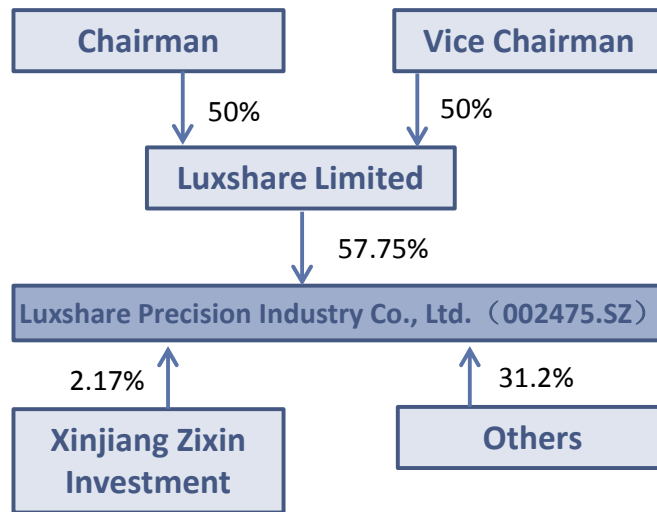 Chairman
Vice Chairman
50%
50%
Luxshare Limited
57.75%
Luxshare Precision Industry Co., Ltd.（002475.SZ）
2.17%
31.2%
Xinjiang Zixin
Investment
Others